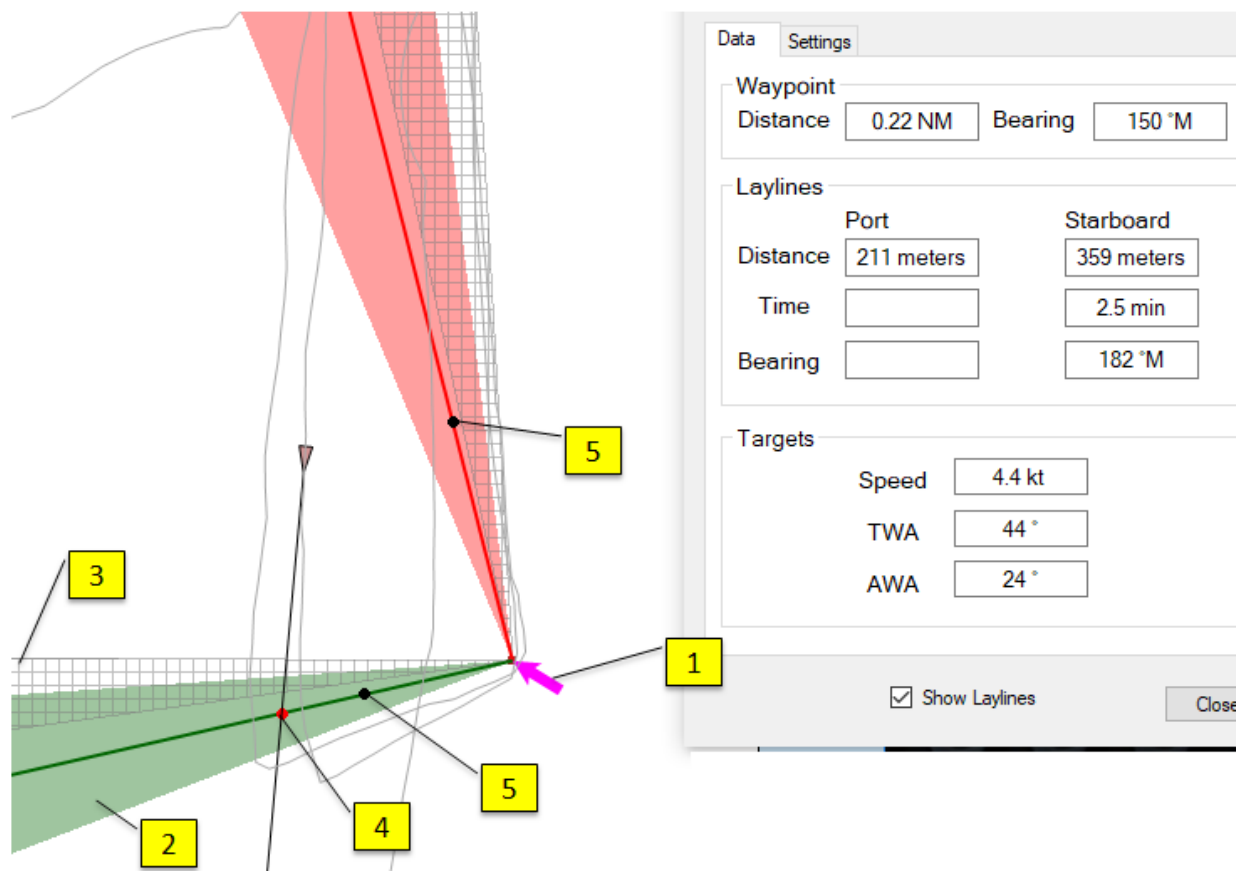 Data Settings
Waypoint
Distance 0.22 NM Bearing 150 °M
Laylines
Port Starboard
Distance 211 meters 359 meters
Time 2.5 min
Bearing 182 °M
Targets
Speed 4.4 kt
TWA 44 °
AWA 24 °
Show Laylines Close
5
3
1
5
4
2